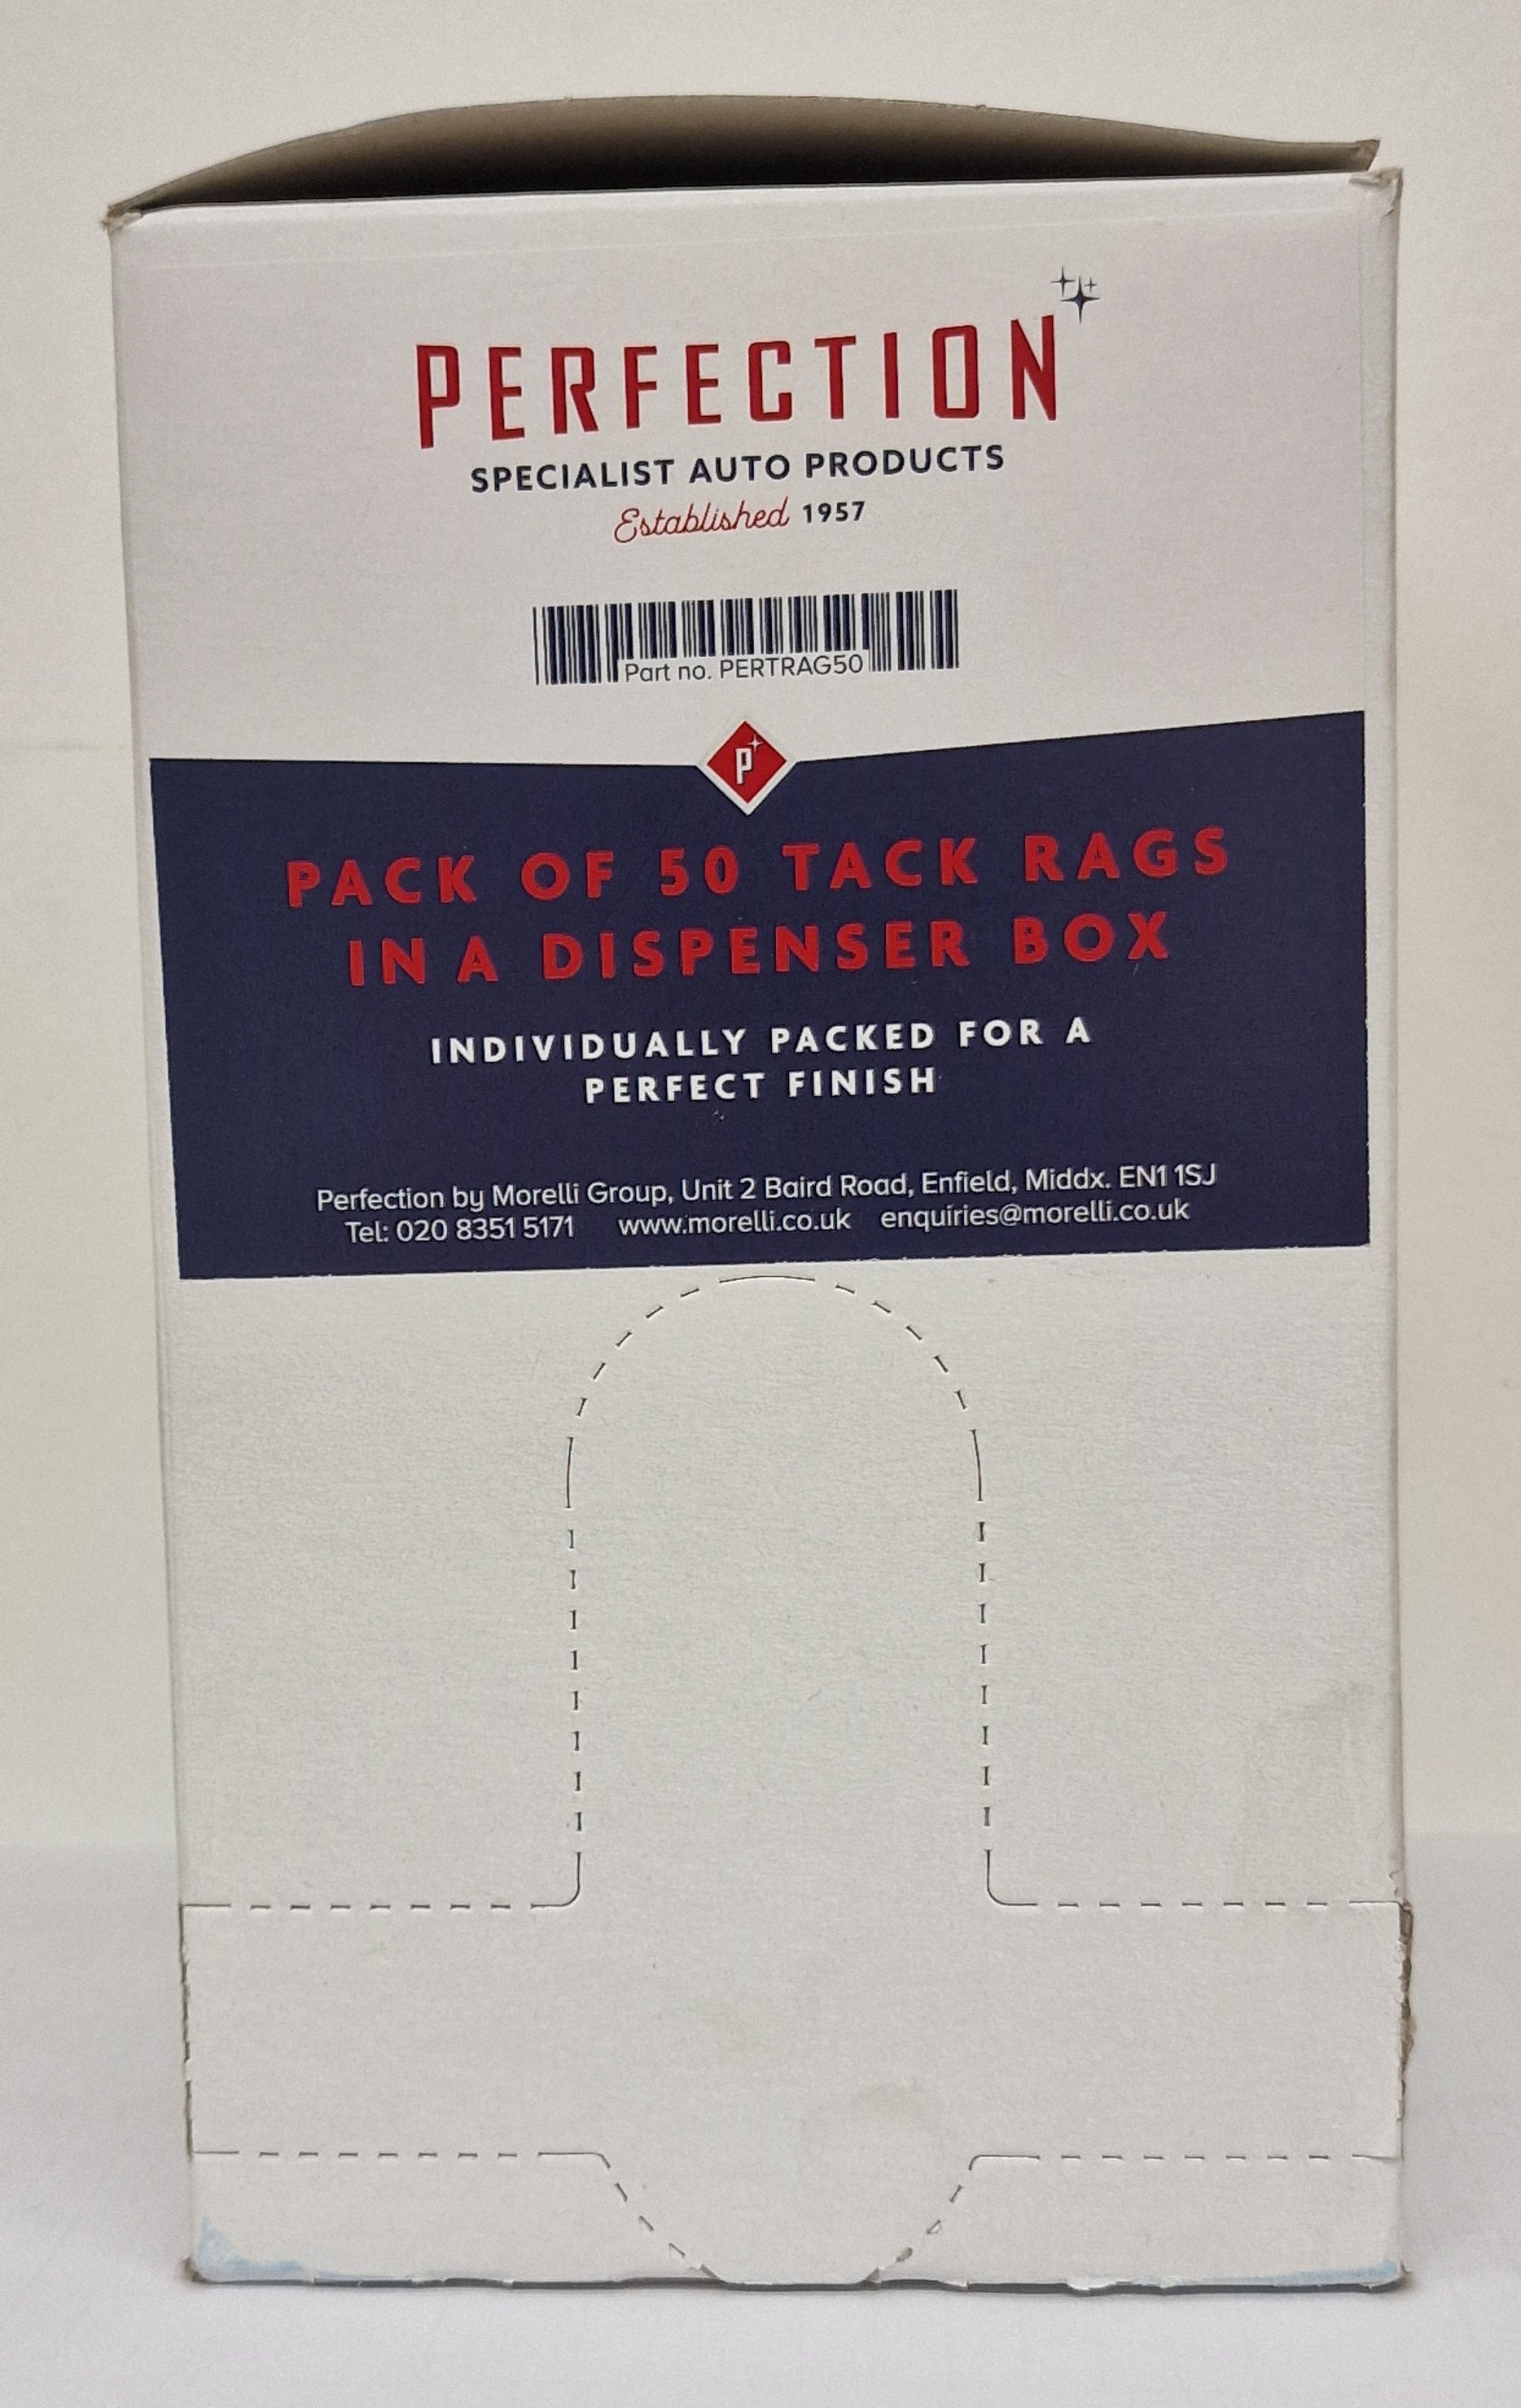 PERFECTION
SPECIALIST AUTO PRODUCTS
Established 1957
Part no. PERTRAG50
P
PACK OF 50 TACK RAGS
IN A DISPENSER BOX
INDIVIDUALLY PACKED FOR A
PERFECT FINISH
Perfection by Morelli Group, Unit 2 Baird Road, Enfield, Middx. EN1 1SJ
Tel: 020 8351 5171 www.morelli.co.uk enquiries@morelli.co.uk